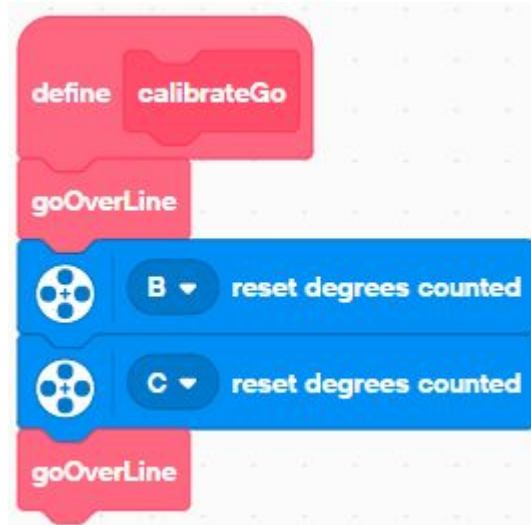 define calibrateGo
goOverLine
B reset degrees counted
C reset degrees counted
goOverLine